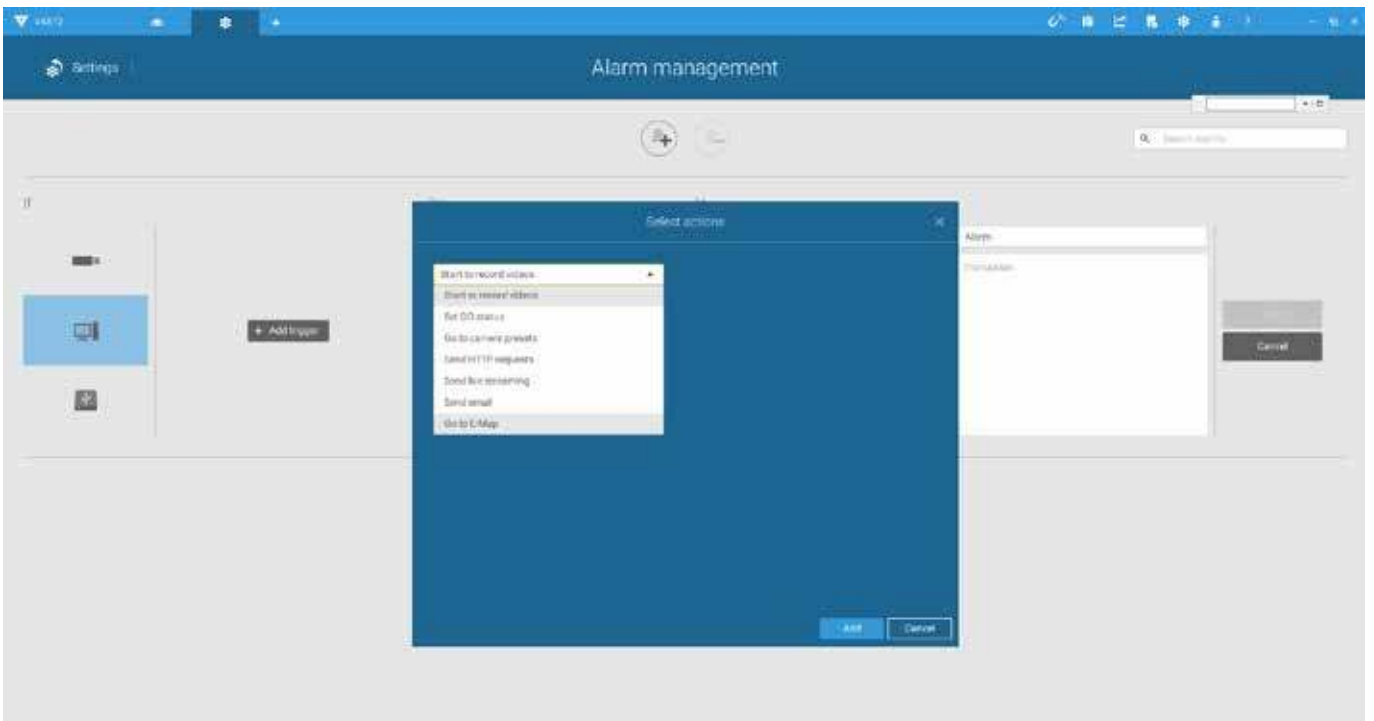 Settings
Alarm management
If
Select actions
Alarm
Start to record videos
Start to record videos
Set DO status
Go to camera presets
+ Add trigger
Send HTTP requests
Send live streaming
Cancel
Send email
Go to E-Map
Add
Cancel